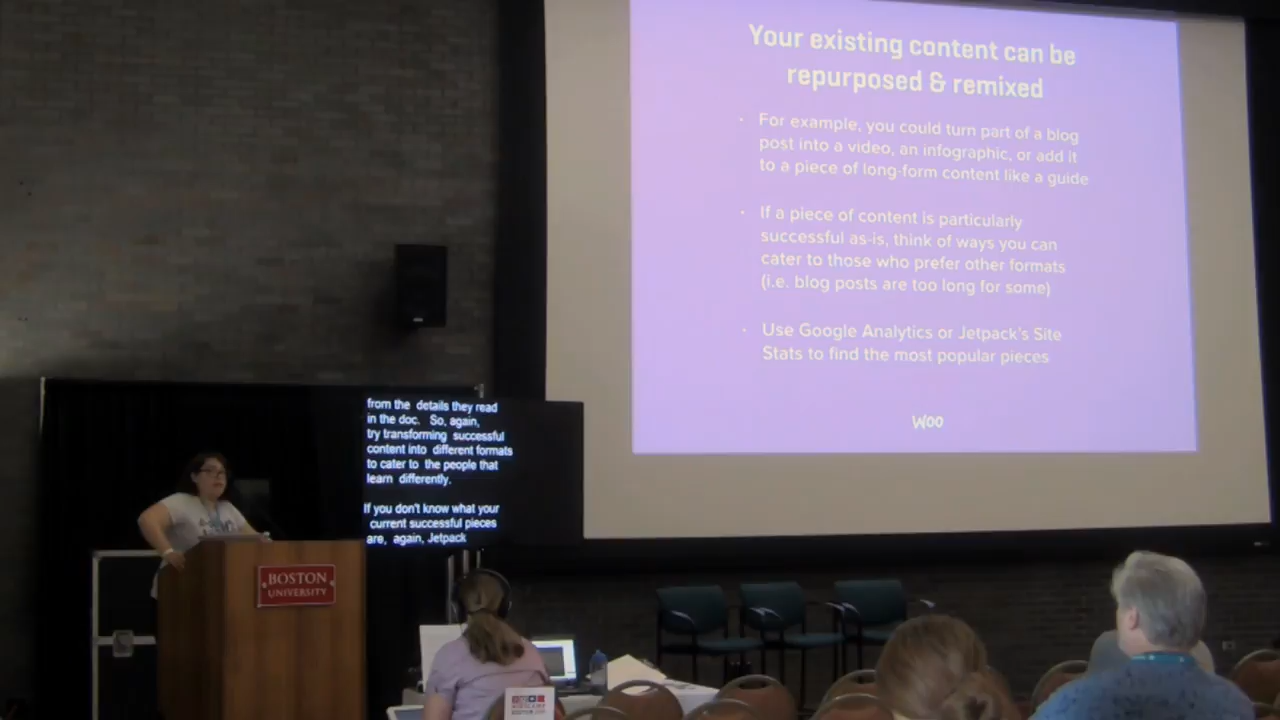 Your existing content can be
repurposed & remixed
· For example, you could turn part of a blog
post into a video, an infographic, or add it
to a piece of long-form content like a guide
· If a piece of content is particularly
successful as-is, think of ways you can
cater to those who prefer other formats
(i.e. blog posts are too long for some)
· Use Google Analytics or Jetpack's Site
Stats to find the most popular pieces
Woo
from the details they read
in the doc. So, again,
try transforming successful
content into different formats
to cater to the people that
learn differently.
If you don't know what your
current successful pieces
are, again, Jetpack
BOSTON
UNIVERSITY
BOSTON